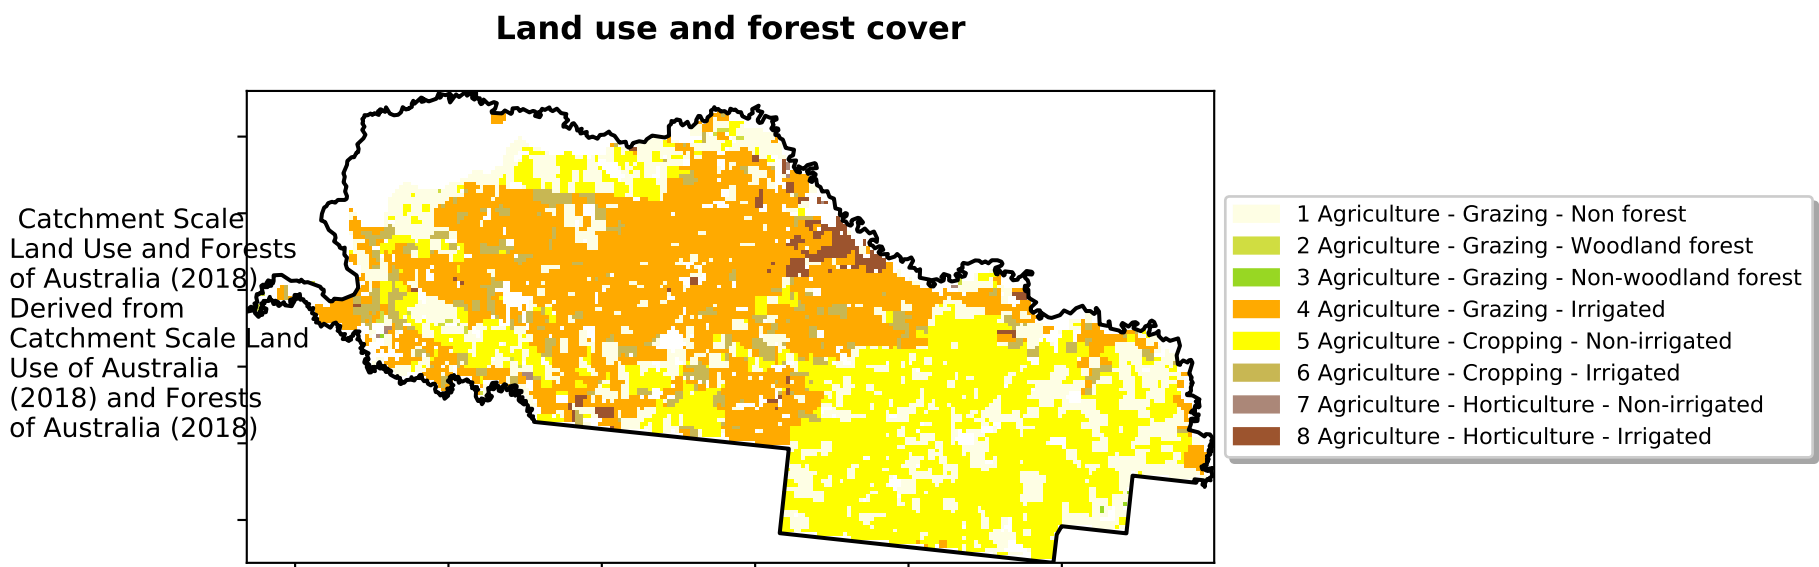 Land use and forest cover
Catchment Scale
Land Use and Forests
of Australia (2018)
Derived from
Catchment Scale Land
Use of Australia
(2018) and Forests
of Australia (2018)
1 Agriculture - Grazing - Non forest
2 Agriculture - Grazing - Woodland forest
3 Agriculture - Grazing - Non-woodland forest
4 Agriculture - Grazing - Irrigated
5 Agriculture - Cropping - Non-irrigated
6 Agriculture - Cropping - Irrigated
7 Agriculture - Horticulture - Non-irrigated
8 Agriculture - Horticulture - Irrigated